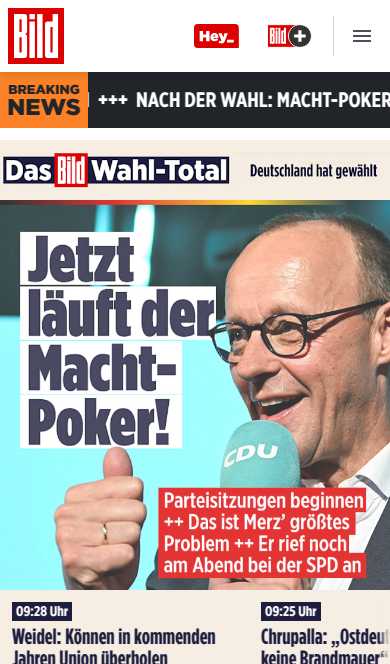 Bild
Hey_
Bild +
BREAKING
NEWS
+++ NACH DER WAHL: MACHT-POKER
Das Bild Wahl-Total
Deutschland hat gewählt
Jetzt
läuft der
Macht-
Poker!
CDU
Parteisitzungen beginnen
++ Das ist Merz’ größtes
Problem ++ Er rief noch
am Abend bei der SPD an
09:28 Uhr
Weidel: Können in kommenden
Jahren Union überholen
09:25 Uhr
Chrupalla: „Ostdeu
keine Brandmauer“